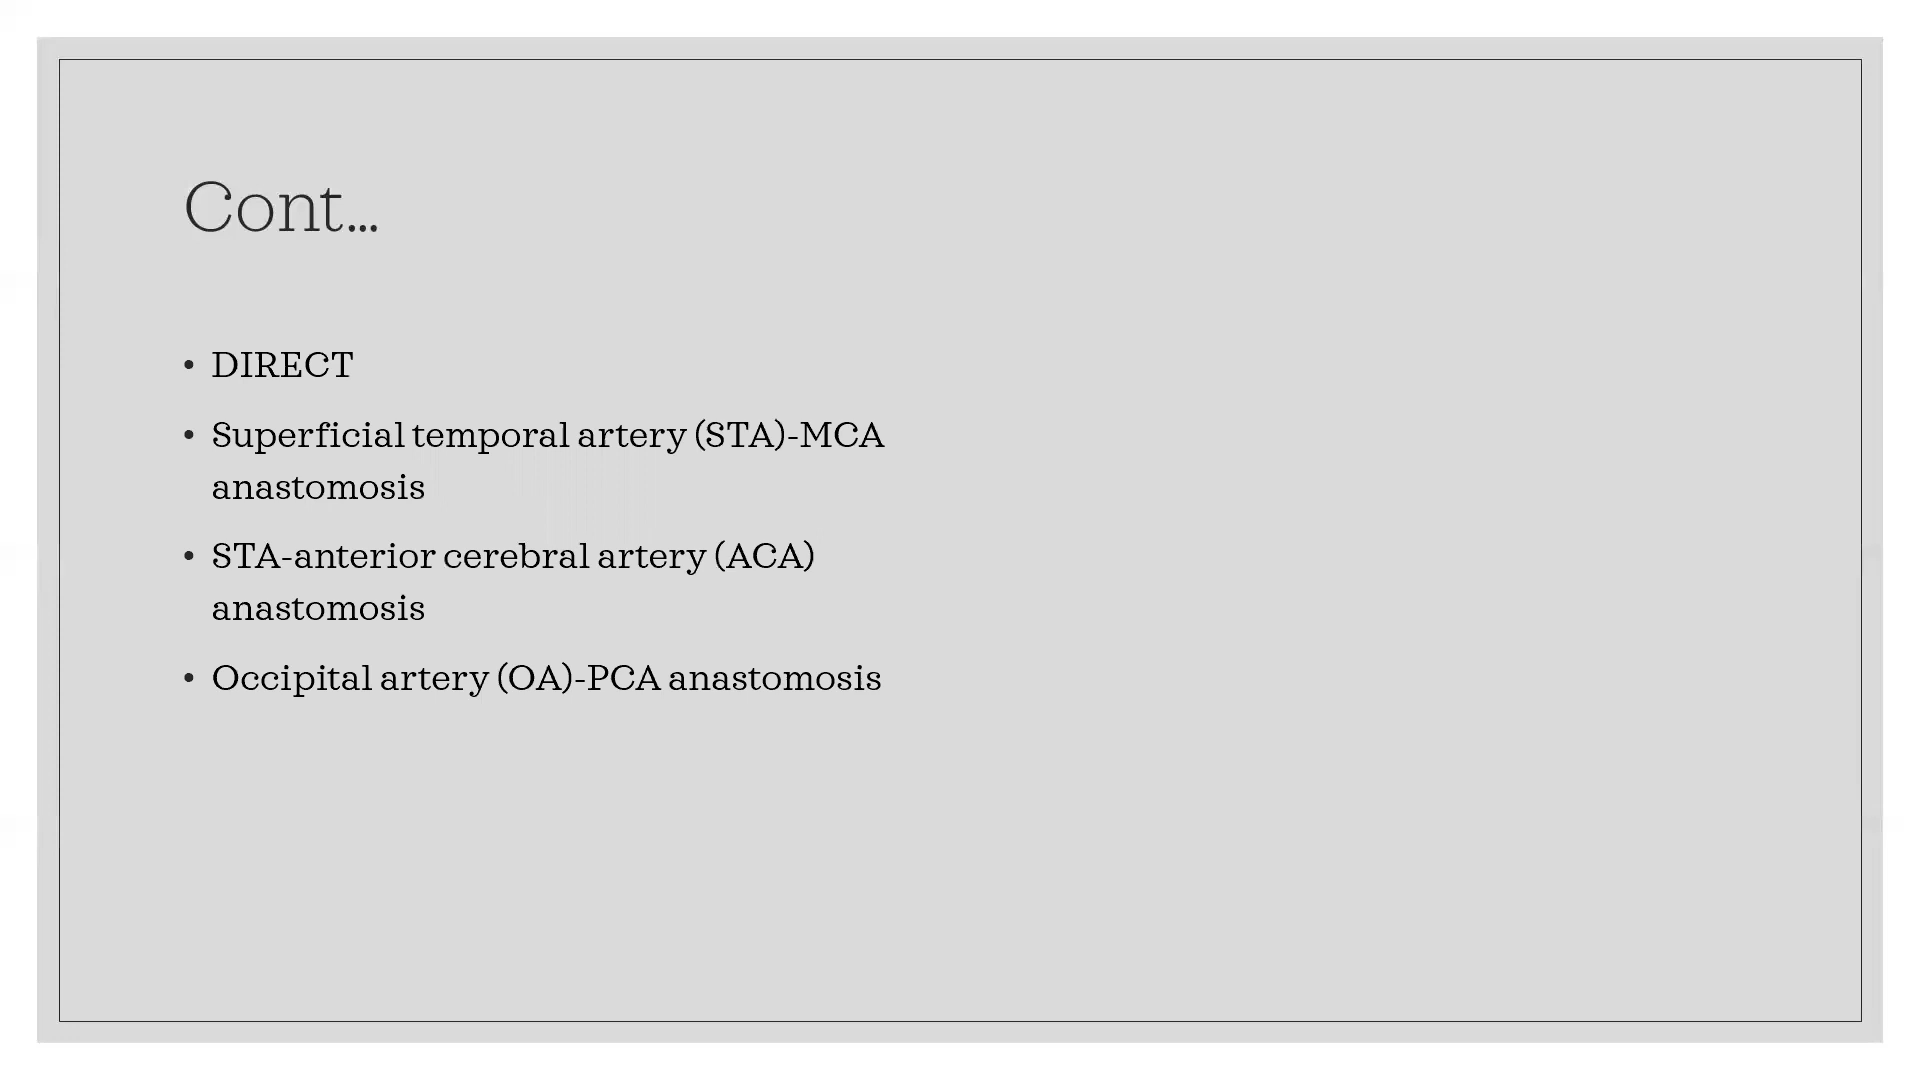 Cont...
• DIRECT
• Superficial temporal artery (STA)-MCA
anastomosis
• STA-anterior cerebral artery (ACA)
anastomosis
• Occipital artery (OA)-PCA anastomosis